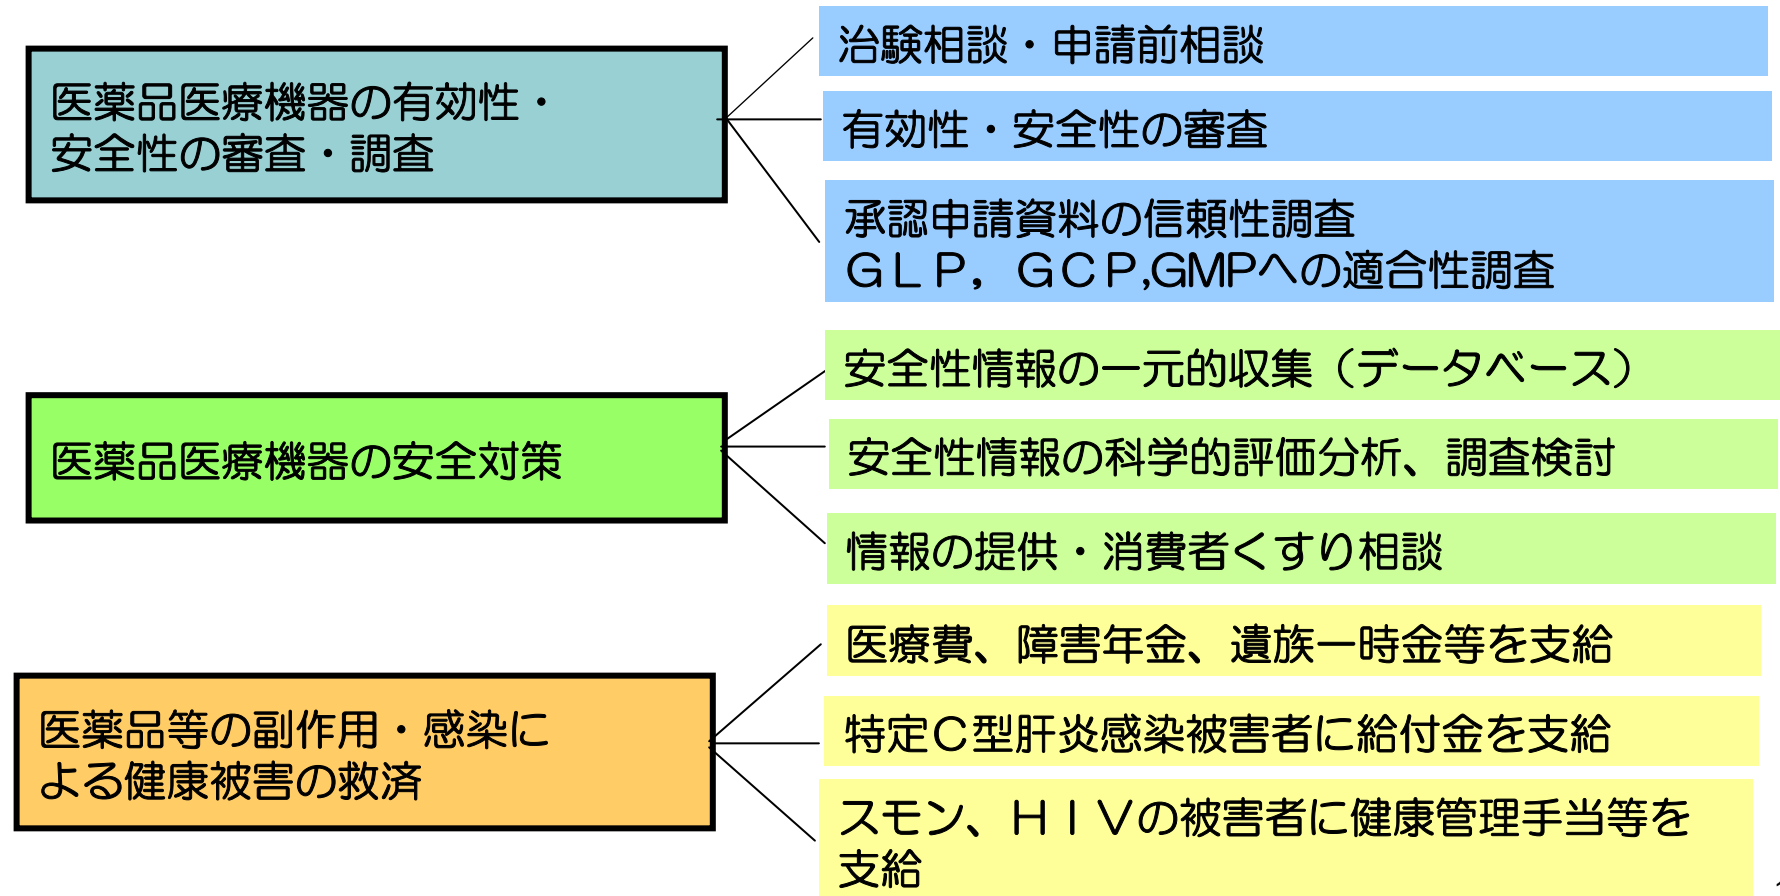 医薬品医療機器の有効性・
安全性の審査・調査
治験相談・申請前相談
有効性・安全性の審査
承認申請資料の信頼性調査
ＧＬＰ，ＧＣＰ,GMPへの適合性調査
医薬品医療機器の安全対策
安全性情報の一元的収集（データベース）
安全性情報の科学的評価分析、調査検討
情報の提供・消費者くすり相談
医薬品等の副作用・感染に
よる健康被害の救済
医療費、障害年金、遺族一時金等を支給
特定Ｃ型肝炎感染被害者に給付金を支給
スモン、ＨＩＶの被害者に健康管理手当等を
支給